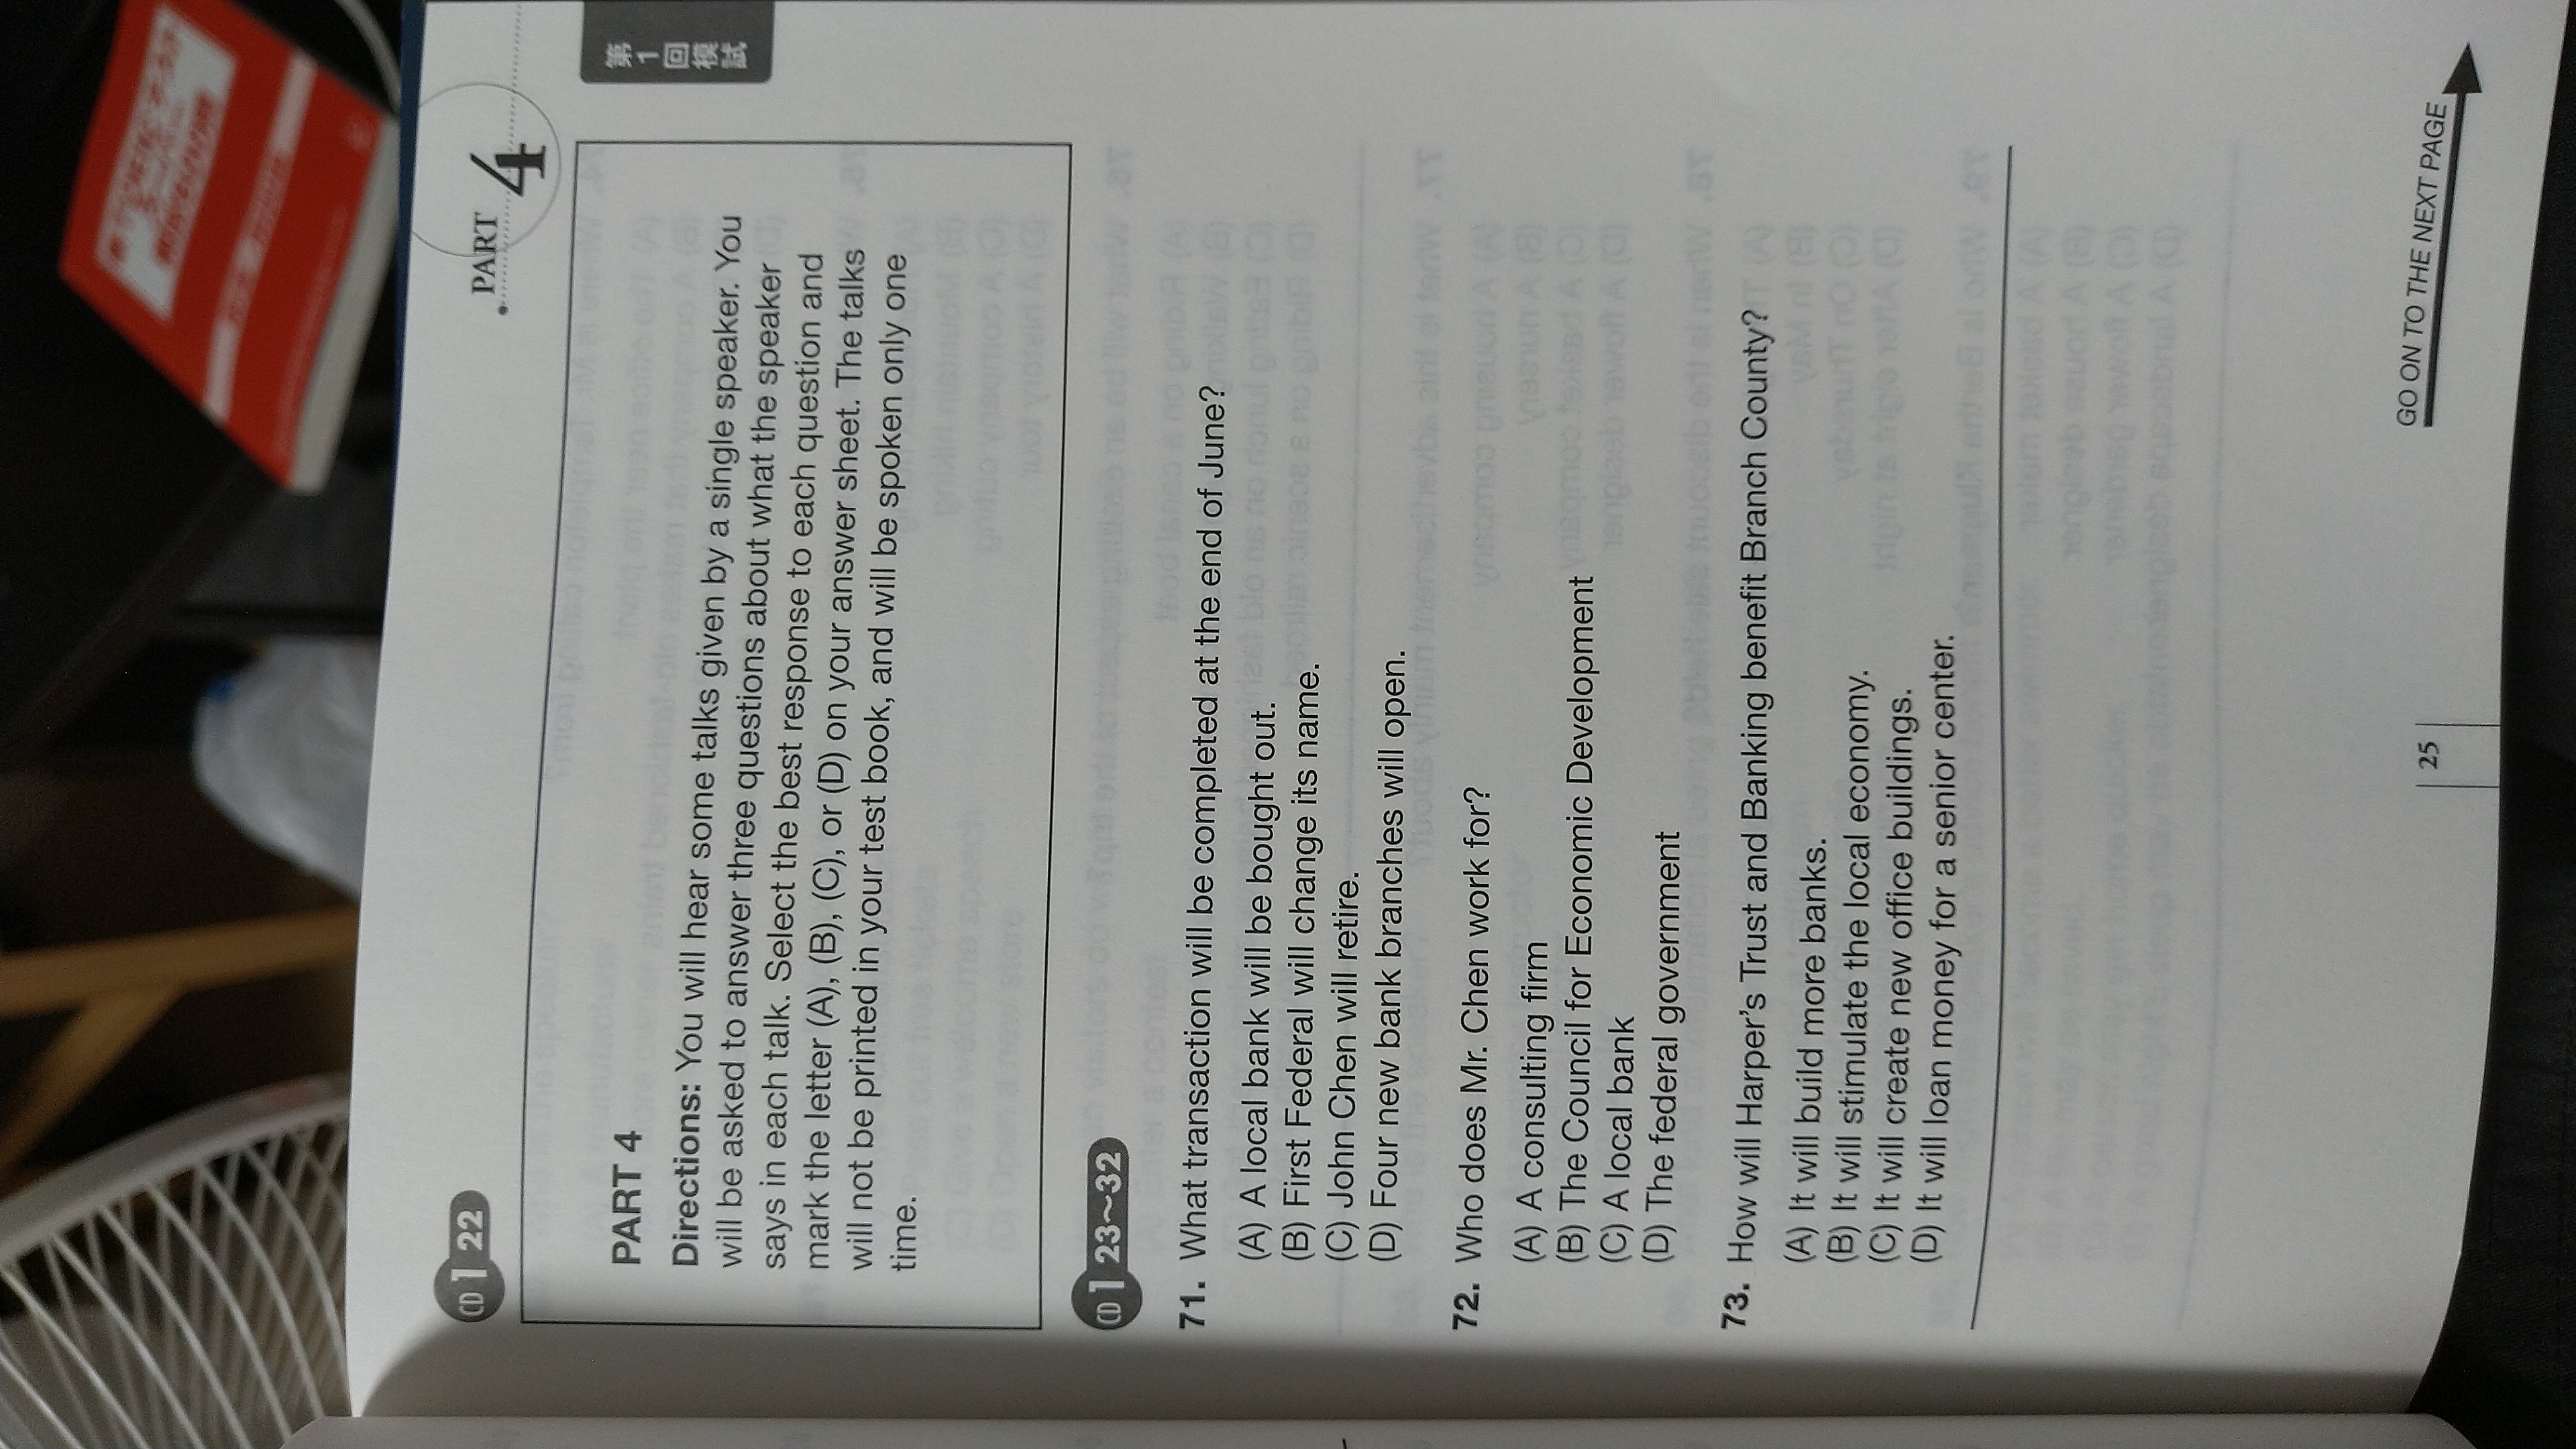 CD 1 22
PART 4
第1回模試
PART 4
Directions: You will hear some talks given by a single speaker. You
will be asked to answer three questions about what the speaker
says in each talk. Select the best response to each question and
mark the letter (A), (B), (C), or (D) on your answer sheet. The talks
will not be printed in your test book, and will be spoken only one
time.
CD 1 23~32
71. What transaction will be completed at the end of June?
(A) A local bank will be bought out.
(B) First Federal will change its name.
(C) John Chen will retire.
(D) Four new bank branches will open.
72. Who does Mr. Chen work for?
(A) A consulting firm
(B) The Council for Economic Development
(C) A local bank
(D) The federal government
73. How will Harper's Trust and Banking benefit Branch County?
(A) It will build more banks.
(B) It will stimulate the local economy.
(C) It will create new office buildings.
(D) It will loan money for a senior center.
25
GO ON TO THE NEXT PAGE